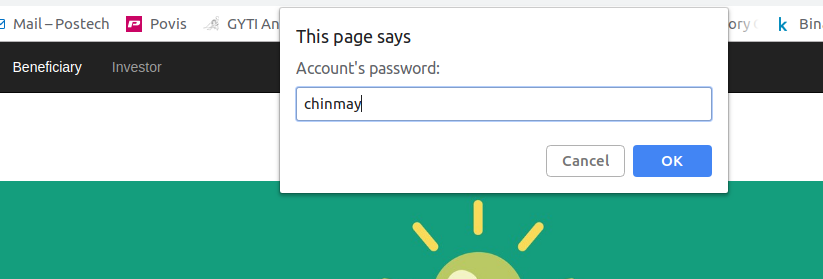 Mail – Postech Povis GYTI An ory Bin
This page says
Account's password:
Beneficiary Investor
chinmay
Cancel OK